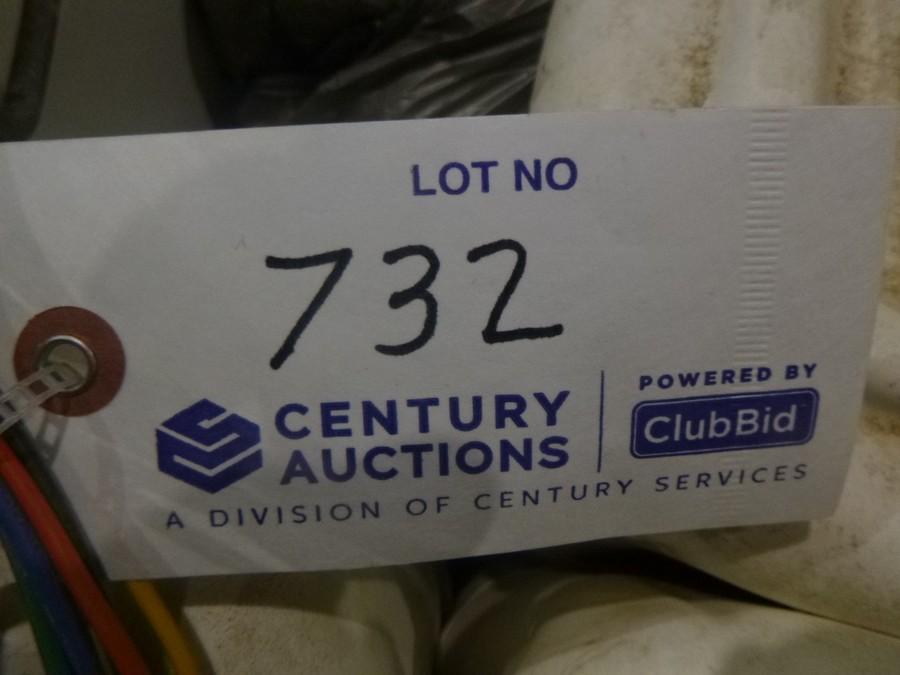 LOT NO
732
CENTURY
AUCTIONS
POWERED BY
ClubBid
A DIVISION OF CENTURY SERVICES